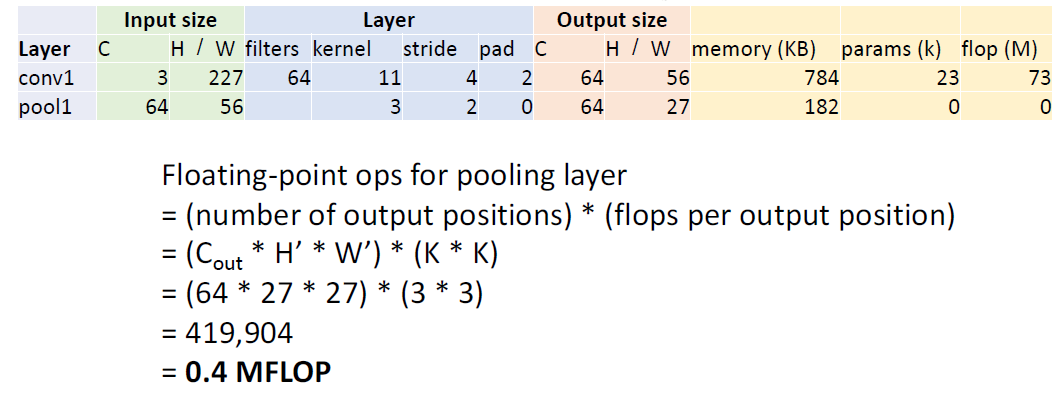 Input size Layer Output size
Layer C H / W filters kernel stride pad C H / W memory (KB) params (k) flop (M)
conv1 3 227 64 11 4 2 64 56 784 23 73
pool1 64 56 3 2 0 64 27 182 0 0
Floating-point ops for pooling layer
= (number of output positions) * (flops per output position)
= (Cout * H’ * W’) * (K * K)
= (64 * 27 * 27) * (3 * 3)
= 419,904
= 0.4 MFLOP